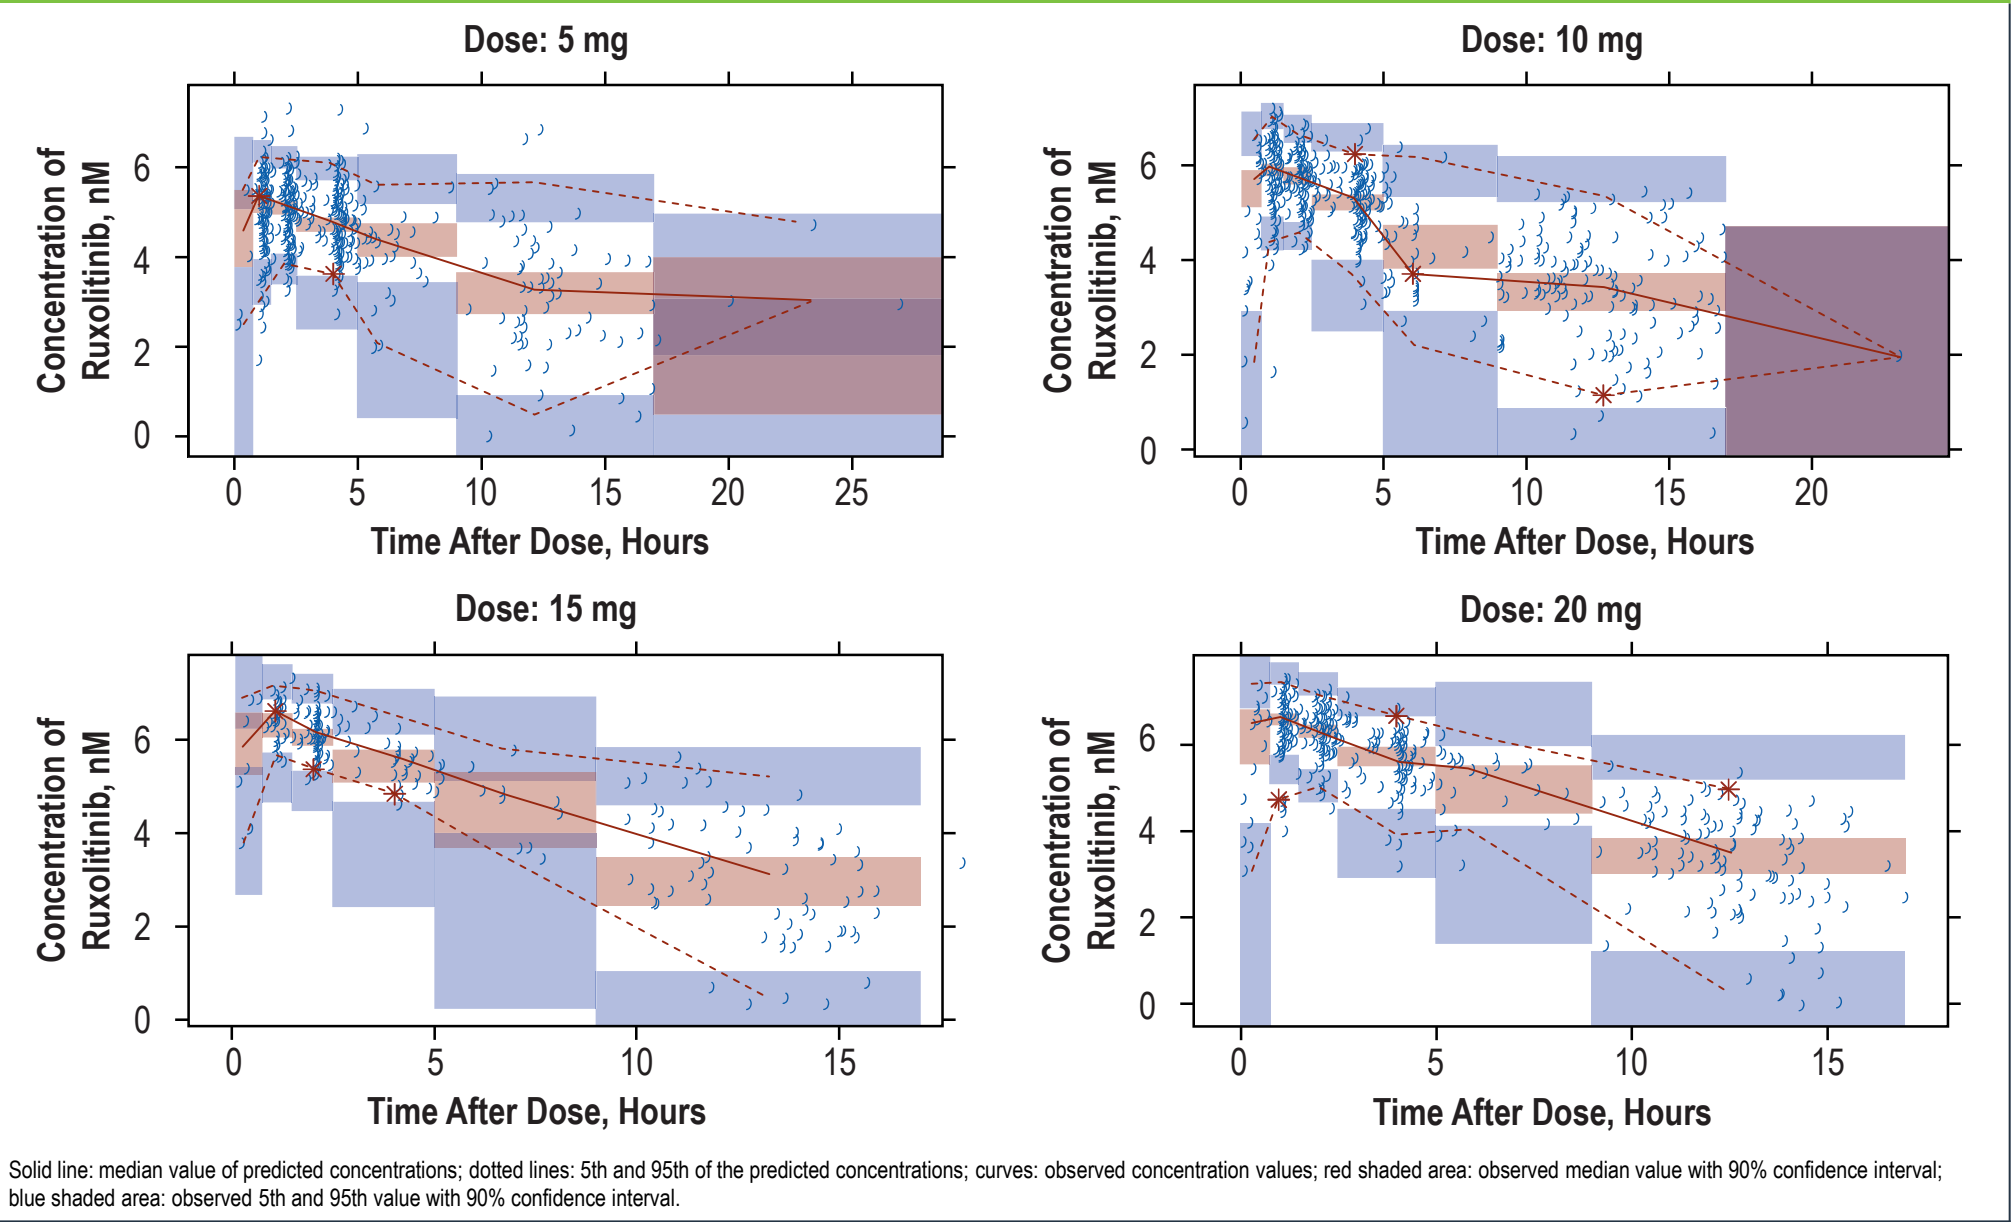 Dose: 5 mg
Concentration of
Ruxolitinib, nM
6
4
2
0
0 5 10 15 20 25
Time After Dose, Hours
Dose: 10 mg
Concentration of
Ruxolitinib, nM
6
4
2
0
0 5 10 15 20
Time After Dose, Hours
Dose: 15 mg
Concentration of
Ruxolitinib, nM
6
4
2
0
0 5 10 15
Time After Dose, Hours
Dose: 20 mg
Concentration of
Ruxolitinib, nM
6
4
2
0
0 5 10 15
Time After Dose, Hours
Solid line: median value of predicted concentrations; dotted lines: 5th and 95th of the predicted concentrations; curves: observed concentration values; red shaded area: observed median value with 90% confidence interval;
blue shaded area: observed 5th and 95th value with 90% confidence interval.